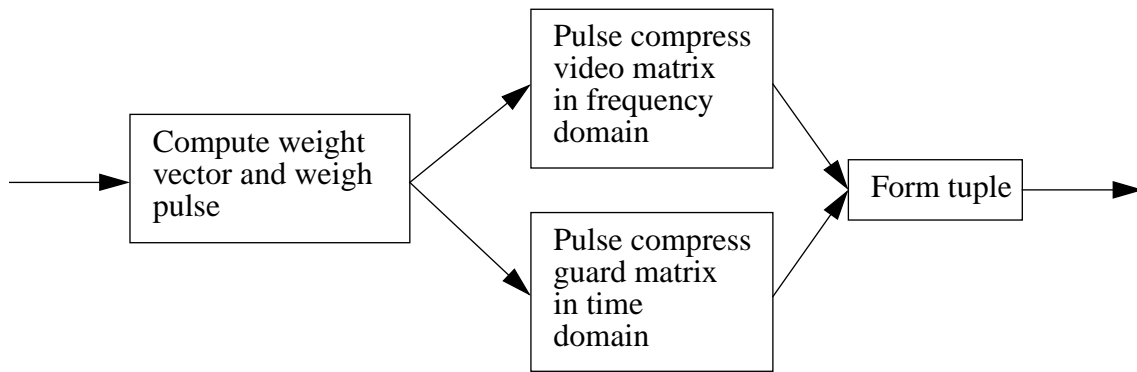 Compute weight
vector and weigh
pulse
Pulse compress
video matrix
in frequency
domain
Pulse compress
guard matrix
in time
domain
Form tuple